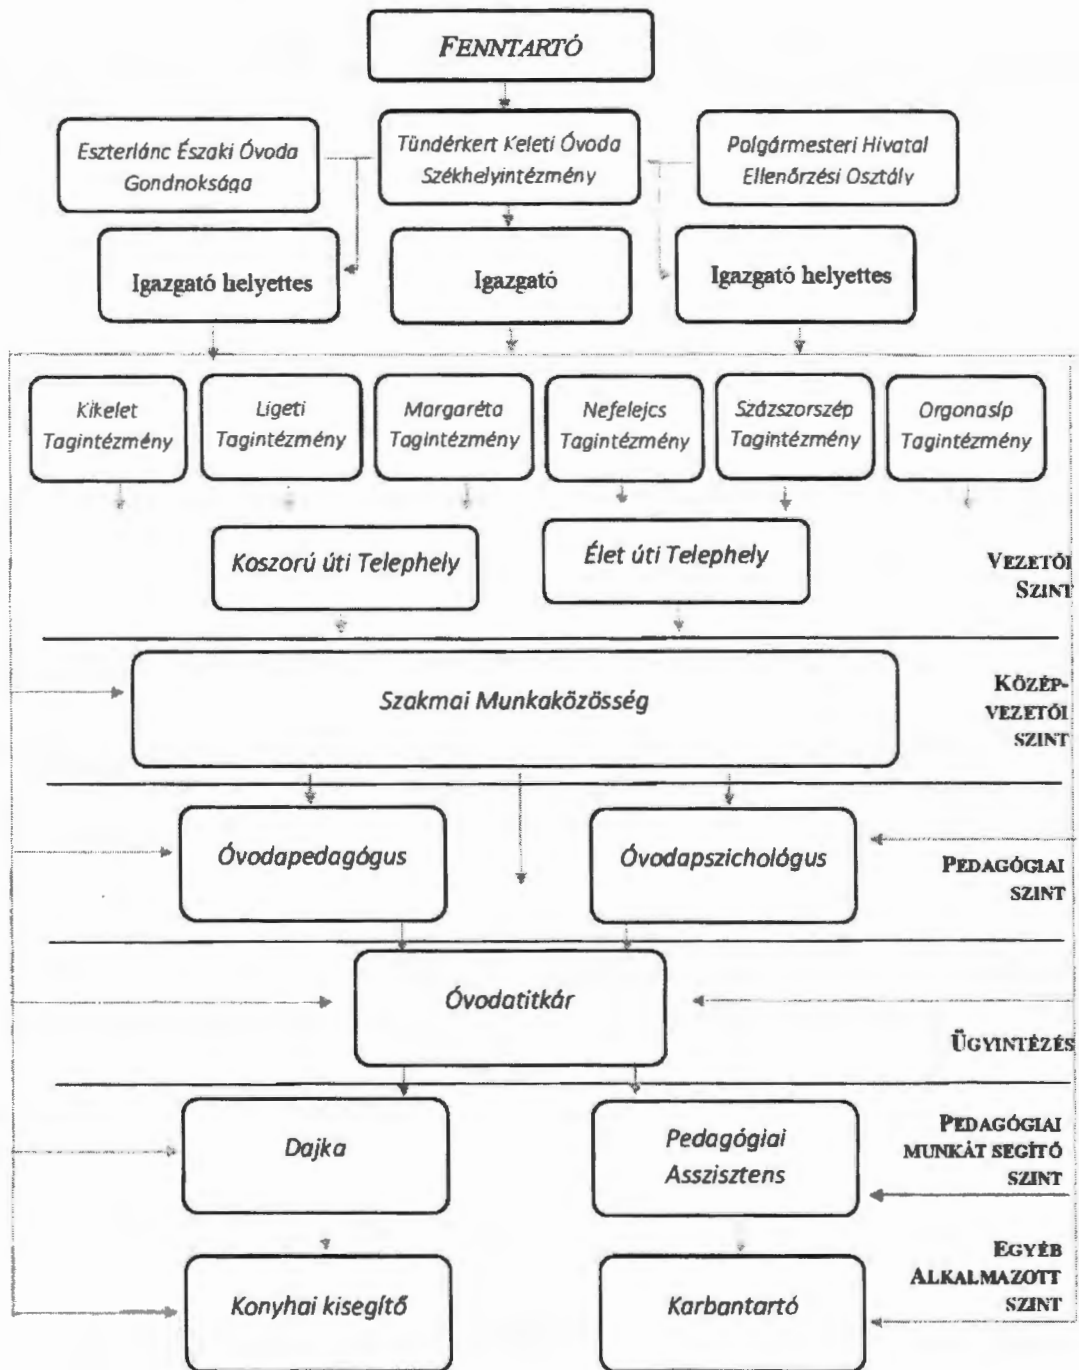 FENNTARTÓ
Eszterlánc Északi Óvoda
Gondnoksága
Tündérkert Keleti Óvoda
Székhelyintézmény
Polgármesteri Hivatal
Ellenőrzési Osztály
Igazgató helyettes
Igazgató
Igazgató helyettes
Kikelet
Tagintézmény
Ligeti
Tagintézmény
Margaréta
Tagintézmény
Nefelejcs
Tagintézmény
Százszorszép
Tagintézmény
Orgonasíp
Tagintézmény
Koszorú úti Telephely
Élet úti Telephely
VEZETŐI
SZINT
Szakmai Munkaközösség
KÖZÉP-
VEZETŐI
SZINT
Óvodapedagógus
Óvodapszichológus
PEDAGÓGIAI
SZINT
Óvodatitkár
ÜGYINTÉZÉS
Dajka
Pedagógiai
Asszisztens
PEDAGÓGIAI
MUNKÁT SEGÍTŐ
SZINT
Konyhai kisegítő
Karbantartó
EGYÉB
ALKALMAZOTT
SZINT